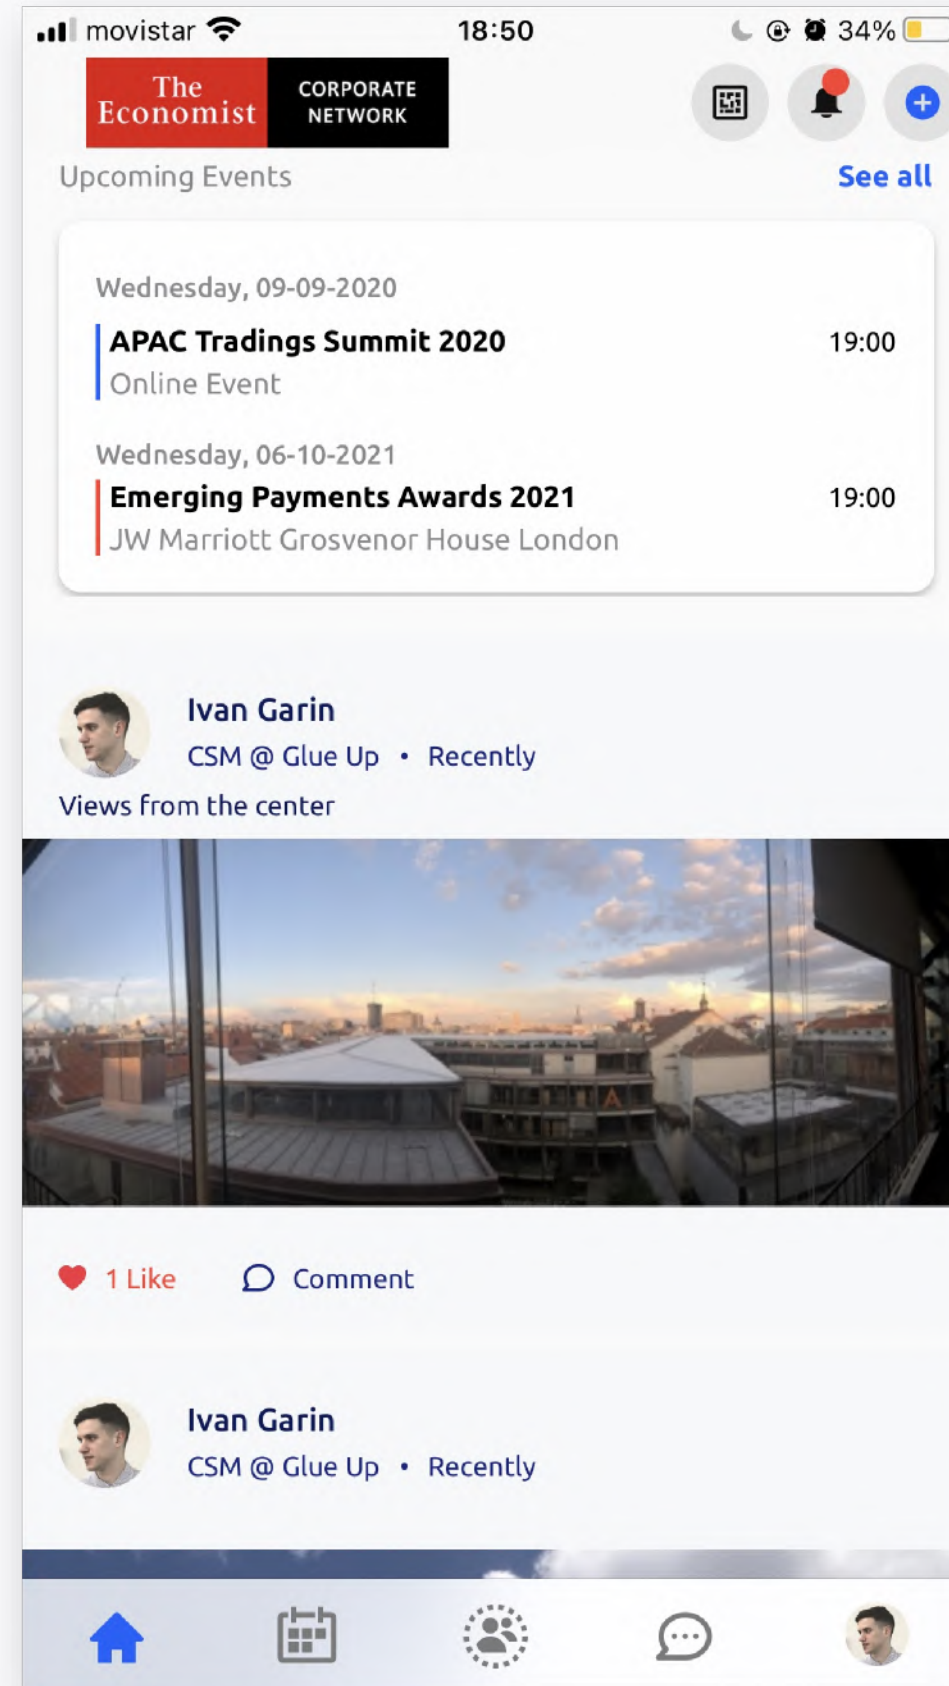 movistar 18:50 34%
The Economist CORPORATE NETWORK
Upcoming Events See all
Wednesday, 09-09-2020
APAC Tradings Summit 2020 19:00
Online Event
Wednesday, 06-10-2021
Emerging Payments Awards 2021 19:00
JW Marriott Grosvenor House London
Ivan Garin
CSM @ Glue Up • Recently
Views from the center
A
1 Like Comment
Ivan Garin
CSM @ Glue Up • Recently